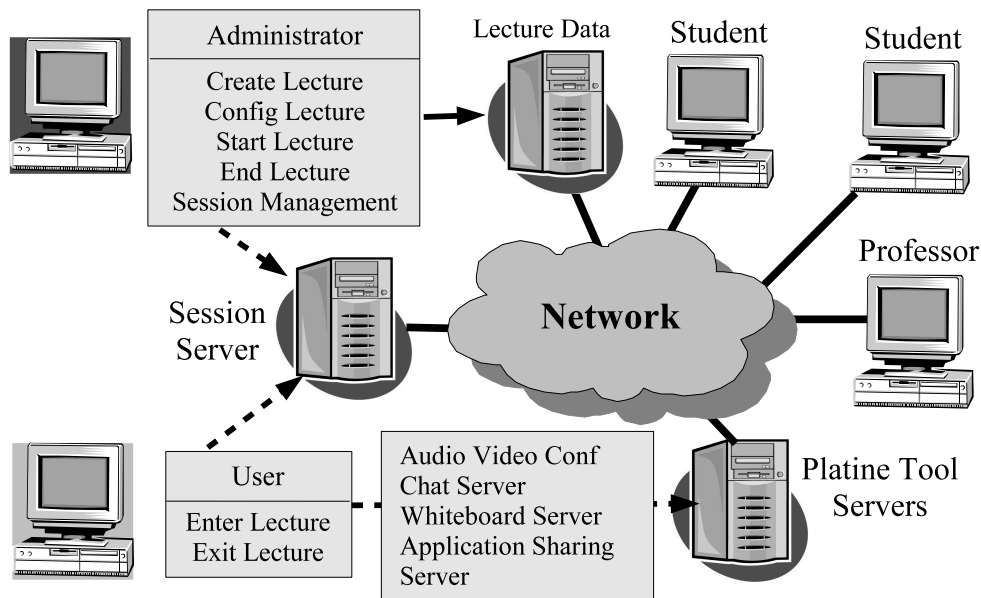 Administrator
Create Lecture
Config Lecture
Start Lecture
End Lecture
Session Management
Lecture Data
Student
Student
Professor
Network
Session
Server
User
Enter Lecture
Exit Lecture
Audio Video Conf
Chat Server
Whiteboard Server
Application Sharing
Server
Platine Tool
Servers